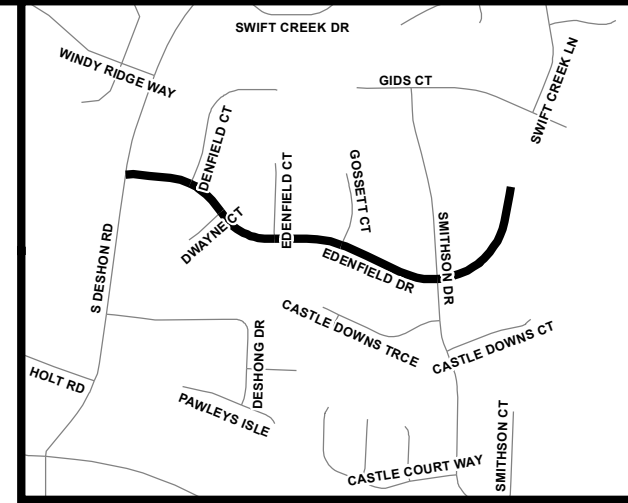 SWIFT CREEK DR
WINDY RIDGE WAY
GIDS CT
SWIFT CREEK LN
DENFIELD CT
EDENFIELD CT
GOSSETT CT
DWAYNE CT
S DESHON RD
EDENFIELD DR
SMITHSON DR
CASTLE DOWNS TRCE
CASTLE DOWNS CT
DESHONG DR
HOLT RD
PAWLEYS ISLE
SMITHSON CT
CASTLE COURT WAY